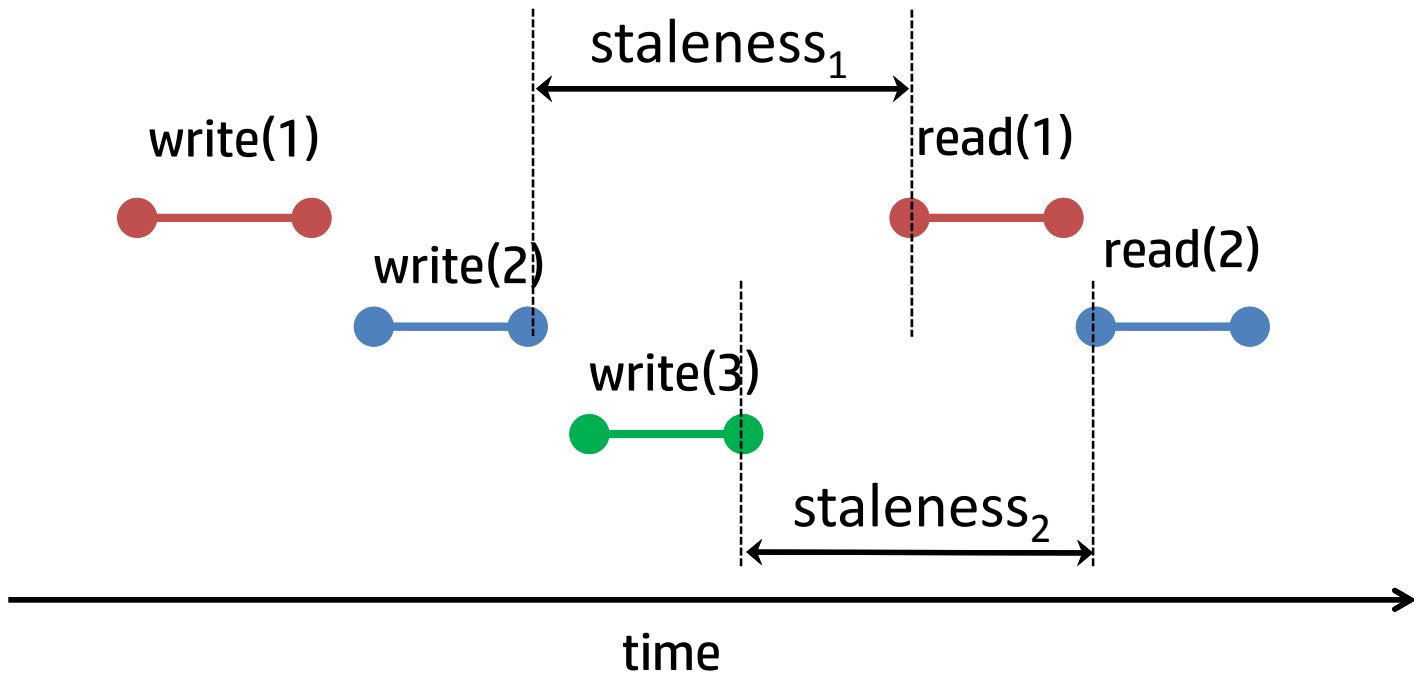 staleness₁
write(1)
read(1)
write(2)
read(2)
write(3)
staleness₂
time